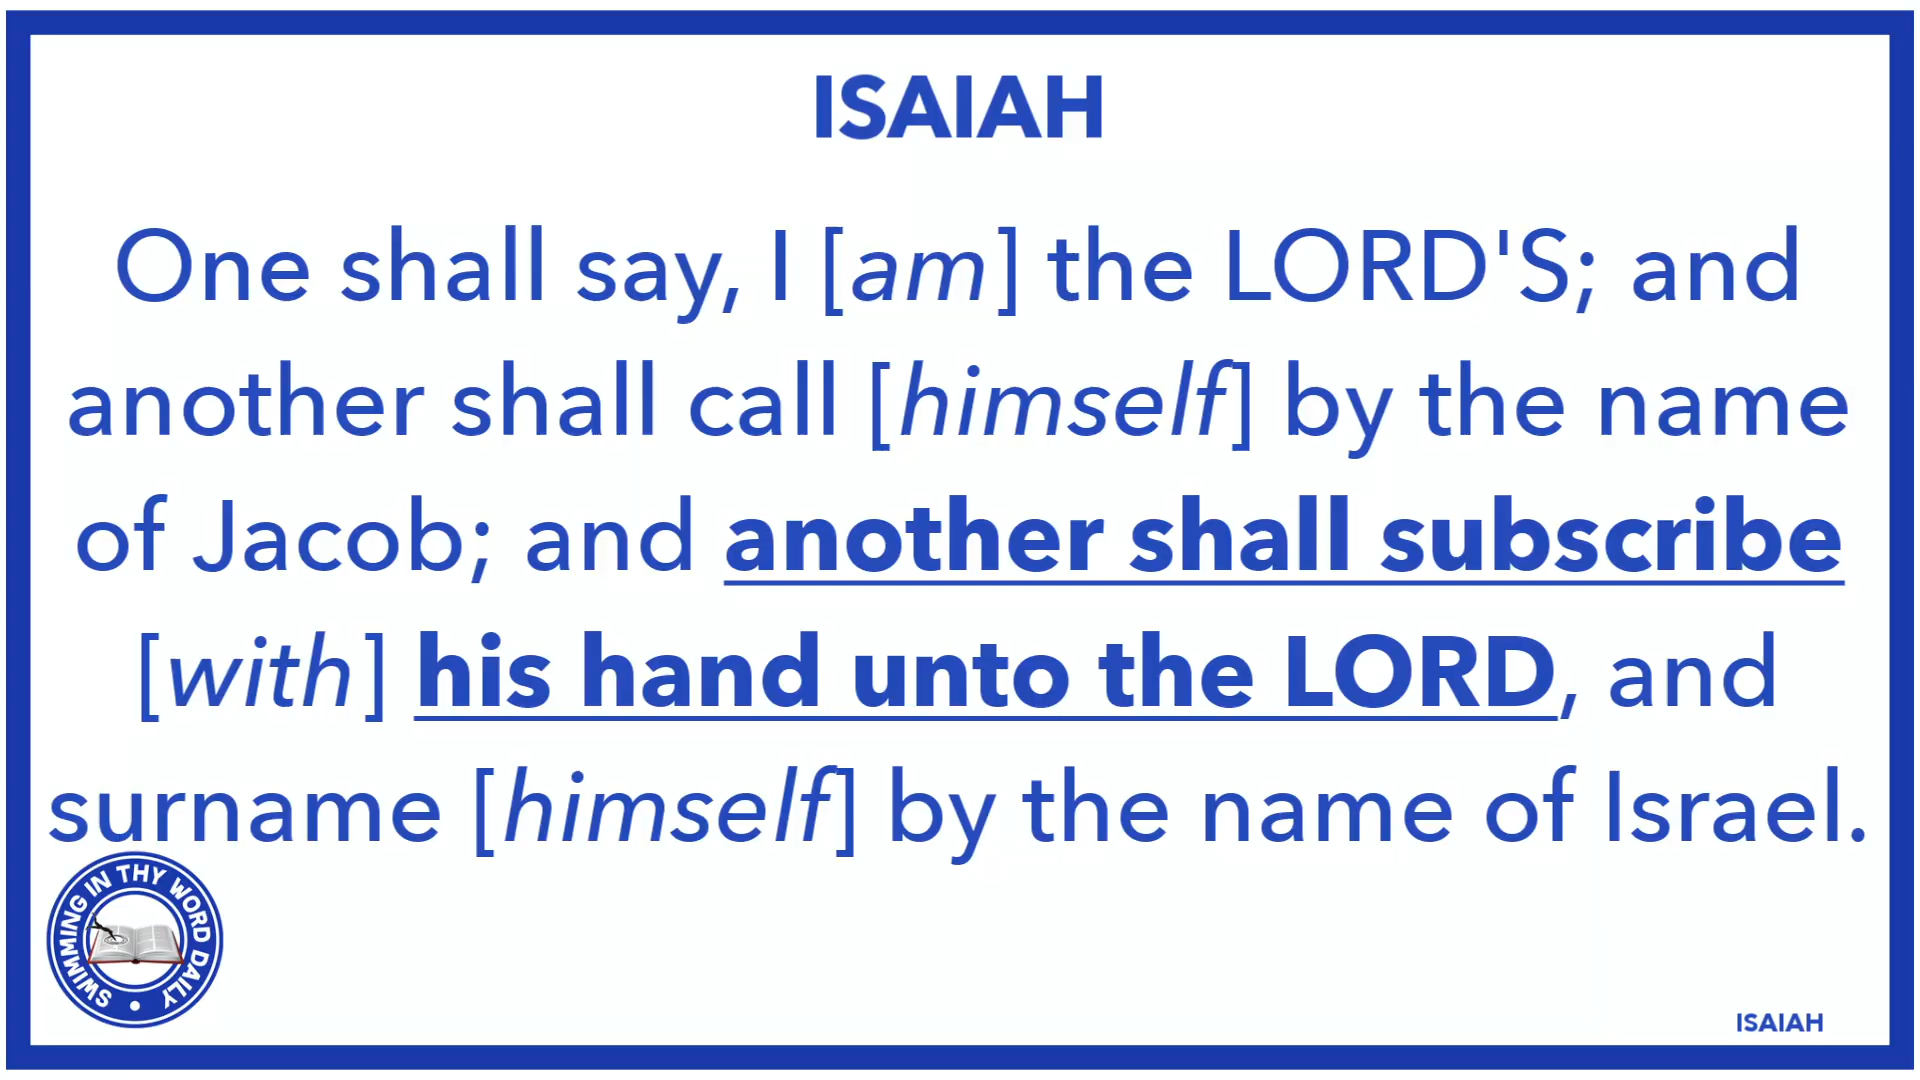 ISAIAH
One shall say, I [am] the LORD'S; and
another shall call [himself] by the name
of Jacob; and another shall subscribe
[with] his hand unto the LORD, and
surname [himself] by the name of Israel.
SWIMMING IN THY WORD DAILY
ISAIAH